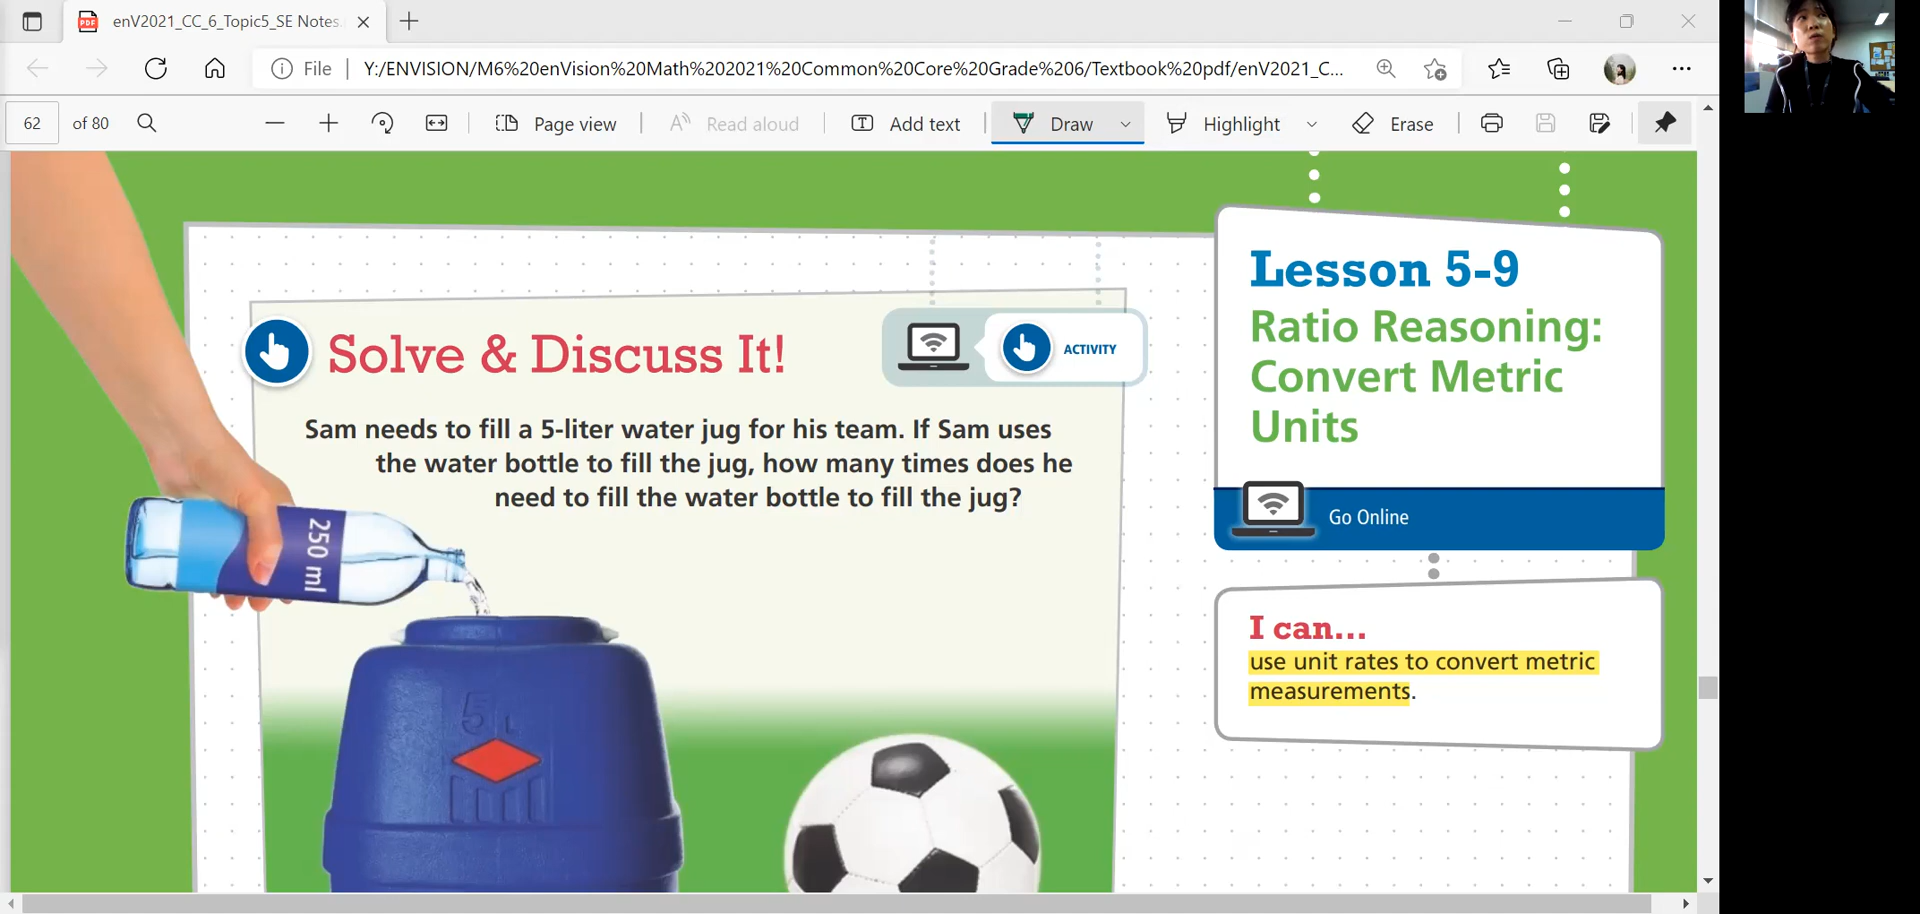 enV2021_CC_6_Topic5_SE Notes.
File
Y:/ENVISION/M6%20enVision%20Math%202021%20Common%20Core%20Grade%206/Textbook%20pdf/enV2021_C...
62 of 80
Page view
Read aloud
Add text
Draw
Highlight
Erase
Lesson 5-9
Ratio Reasoning:
Convert Metric
Units
Go Online
I can...
use unit rates to convert metric
measurements.
Solve & Discuss It!
ACTIVITY
Sam needs to fill a 5-liter water jug for his team. If Sam uses
the water bottle to fill the jug, how many times does he
need to fill the water bottle to fill the jug?
250 ml
5 L